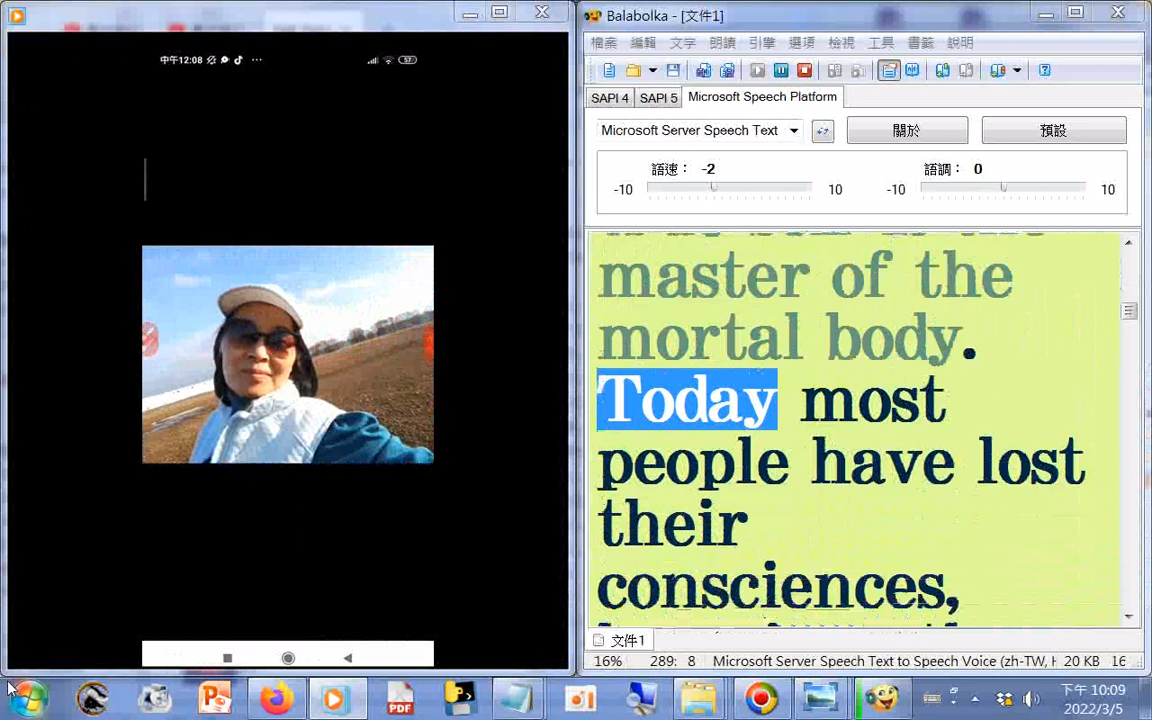 中午12:08
57
Balabolka - [文件1]
檔案 編輯 文字 朗讀 引擎 選項 檢視 工具 書籤 說明
SAPI 4 SAPI 5 Microsoft Speech Platform
Microsoft Server Speech Text 關於 預設
語速： -2 語調： 0
-10 10 -10 10
master of the
mortal body.
Today most
people have lost
their
consciences,
文件1
16% 289: 8 Microsoft Server Speech Text to Speech Voice (zh-TW, H 20 KB 16
PDF
下午 10:09
2022/3/5